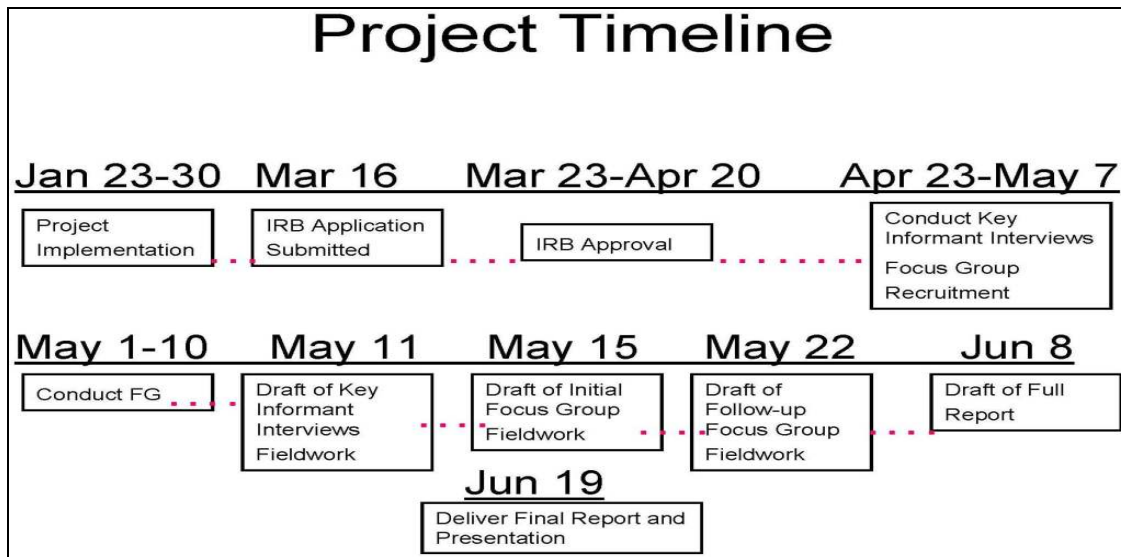 Project Timeline
Jan 23-30 Mar 16 Mar 23-Apr 20 Apr 23-May 7
Project
Implementation
IRB Application
Submitted
IRB Approval
Conduct Key
Informant Interviews
Focus Group
Recruitment
May 1-10 May 11 May 15 May 22 Jun 8
Conduct FG
Draft of Key
Informant
Interviews
Fieldwork
Draft of Initial
Focus Group
Fieldwork
Draft of
Follow-up
Focus Group
Fieldwork
Draft of Full
Report
Jun 19
Deliver Final Report and
Presentation